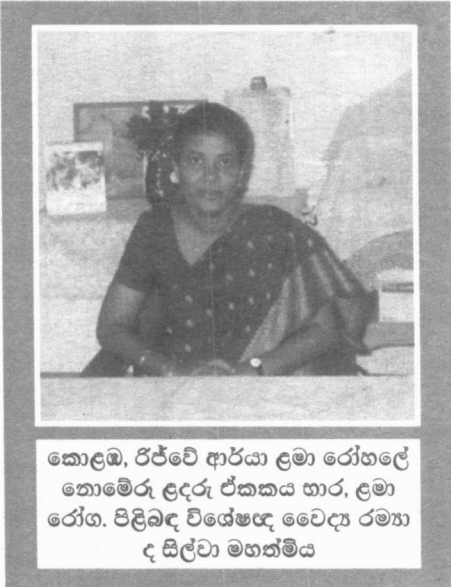 කොළඹ, රිජ්වේ ආර්යා ළමා රෝහලේ
නොමේරූ ළදරු ඒකකය භාර, ළමා
රෝග. පිළිබඳ විශේෂඥ වෛද්‍ය රම්‍යා
ද සිල්වා මහත්මිය